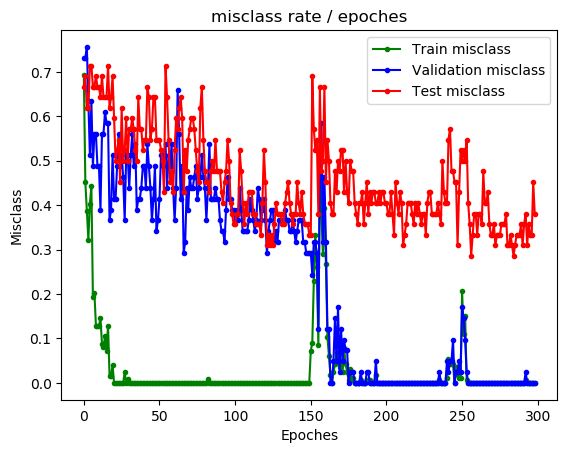 misclass rate / epoches
Train misclass
Validation misclass
Test misclass
Misclass
0.7
0.6
0.5
0.4
0.3
0.2
0.1
0.0
0 50 100 150 200 250 300
Epoches